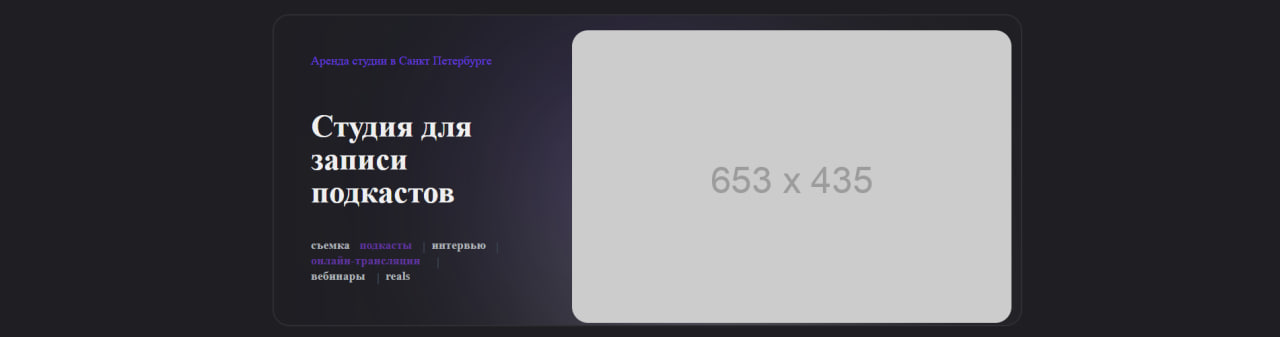 Аренда студии в Санкт Петербурге
Студия для
записи
подкастов
съемка подкасты | интервью |
онлайн-трансляции |
вебинары | reals
653 x 435